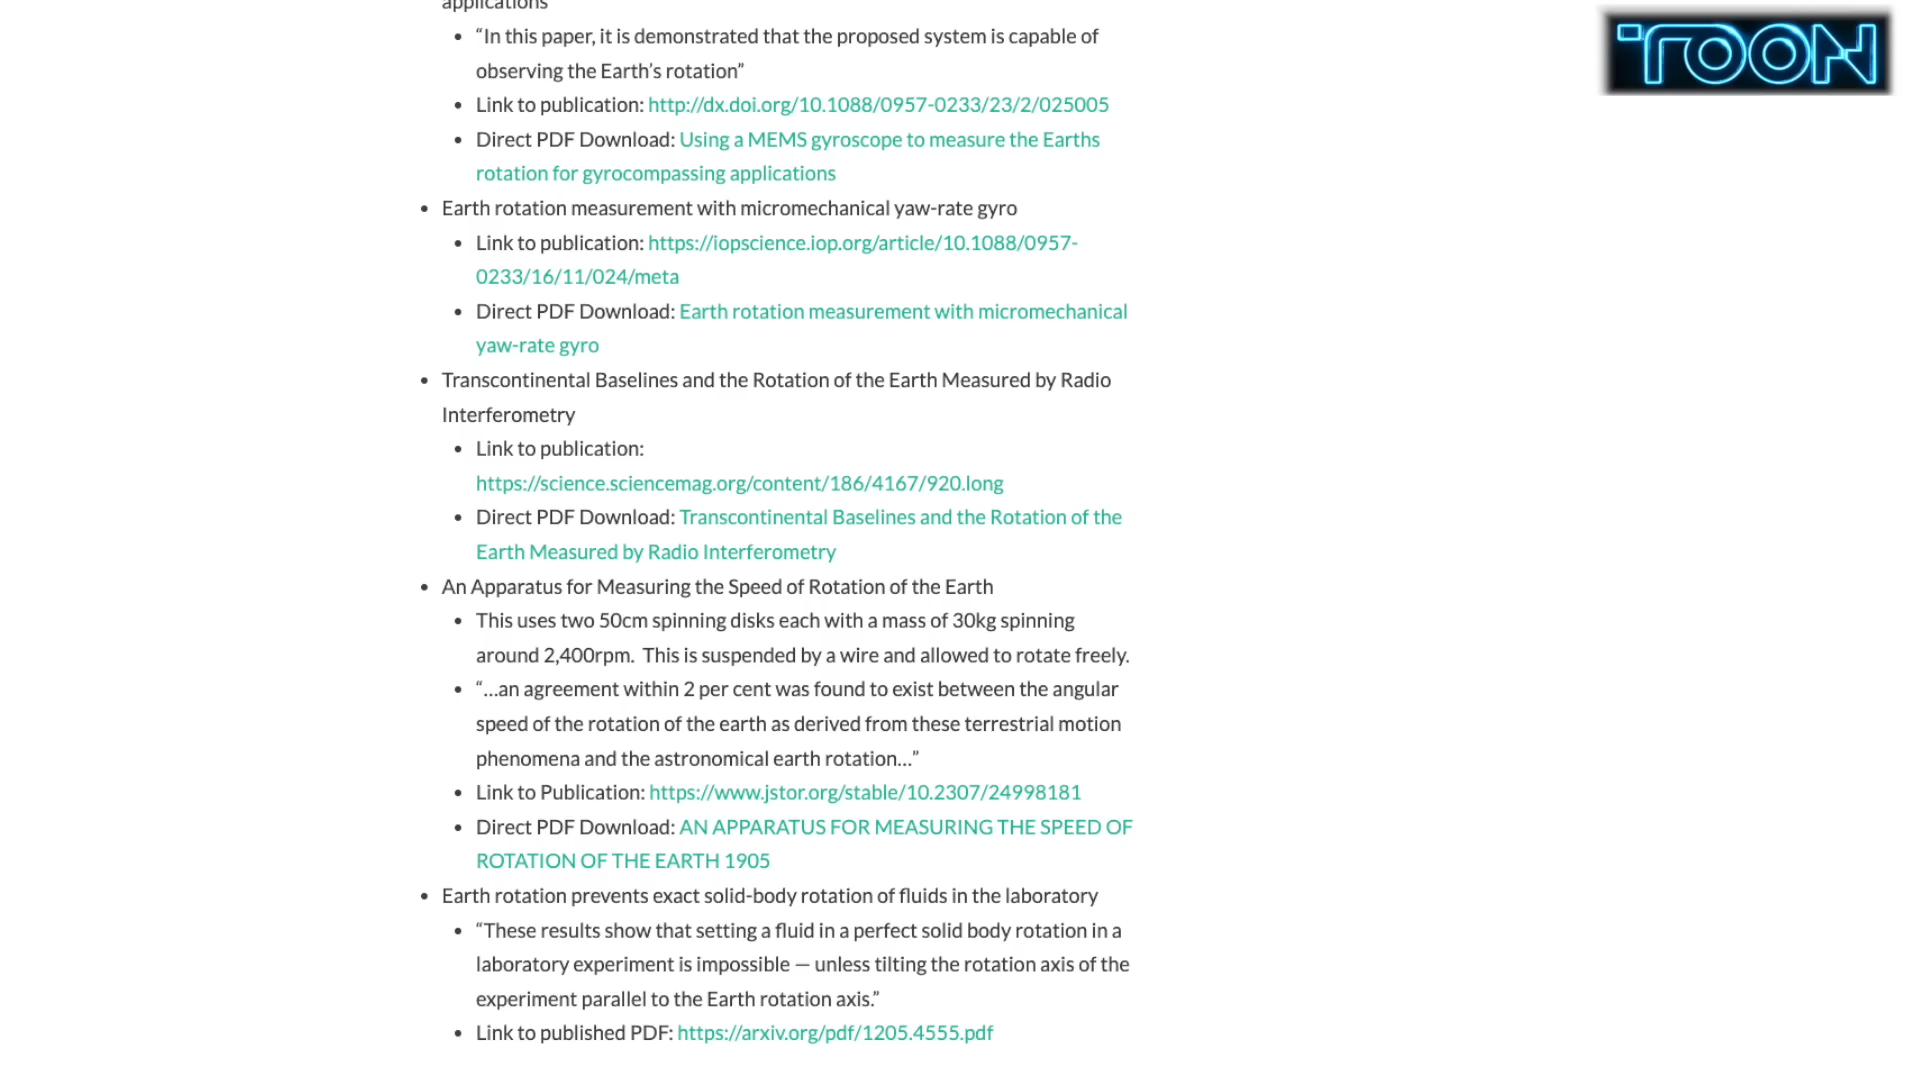 applications
“In this paper, it is demonstrated that the proposed system is capable of
observing the Earth’s rotation”
Link to publication: http://dx.doi.org/10.1088/0957-0233/23/2/025005
Direct PDF Download: Using a MEMS gyroscope to measure the Earths
rotation for gyrocompassing applications
Earth rotation measurement with micromechanical yaw-rate gyro
Link to publication: https://iopscience.iop.org/article/10.1088/0957-
0233/16/11/024/meta
Direct PDF Download: Earth rotation measurement with micromechanical
yaw-rate gyro
Transcontinental Baselines and the Rotation of the Earth Measured by Radio
Interferometry
Link to publication:
https://science.sciencemag.org/content/186/4167/920.long
Direct PDF Download: Transcontinental Baselines and the Rotation of the
Earth Measured by Radio Interferometry
An Apparatus for Measuring the Speed of Rotation of the Earth
This uses two 50cm spinning disks each with a mass of 30kg spinning
around 2,400rpm. This is suspended by a wire and allowed to rotate freely.
“…an agreement within 2 per cent was found to exist between the angular
speed of the rotation of the earth as derived from these terrestrial motion
phenomena and the astronomical earth rotation…”
Link to Publication: https://www.jstor.org/stable/10.2307/24998181
Direct PDF Download: AN APPARATUS FOR MEASURING THE SPEED OF
ROTATION OF THE EARTH 1905
Earth rotation prevents exact solid-body rotation of fluids in the laboratory
“These results show that setting a fluid in a perfect solid body rotation in a
laboratory experiment is impossible — unless tilting the rotation axis of the
experiment parallel to the Earth rotation axis.”
Link to published PDF: https://arxiv.org/pdf/1205.4555.pdf
TOON